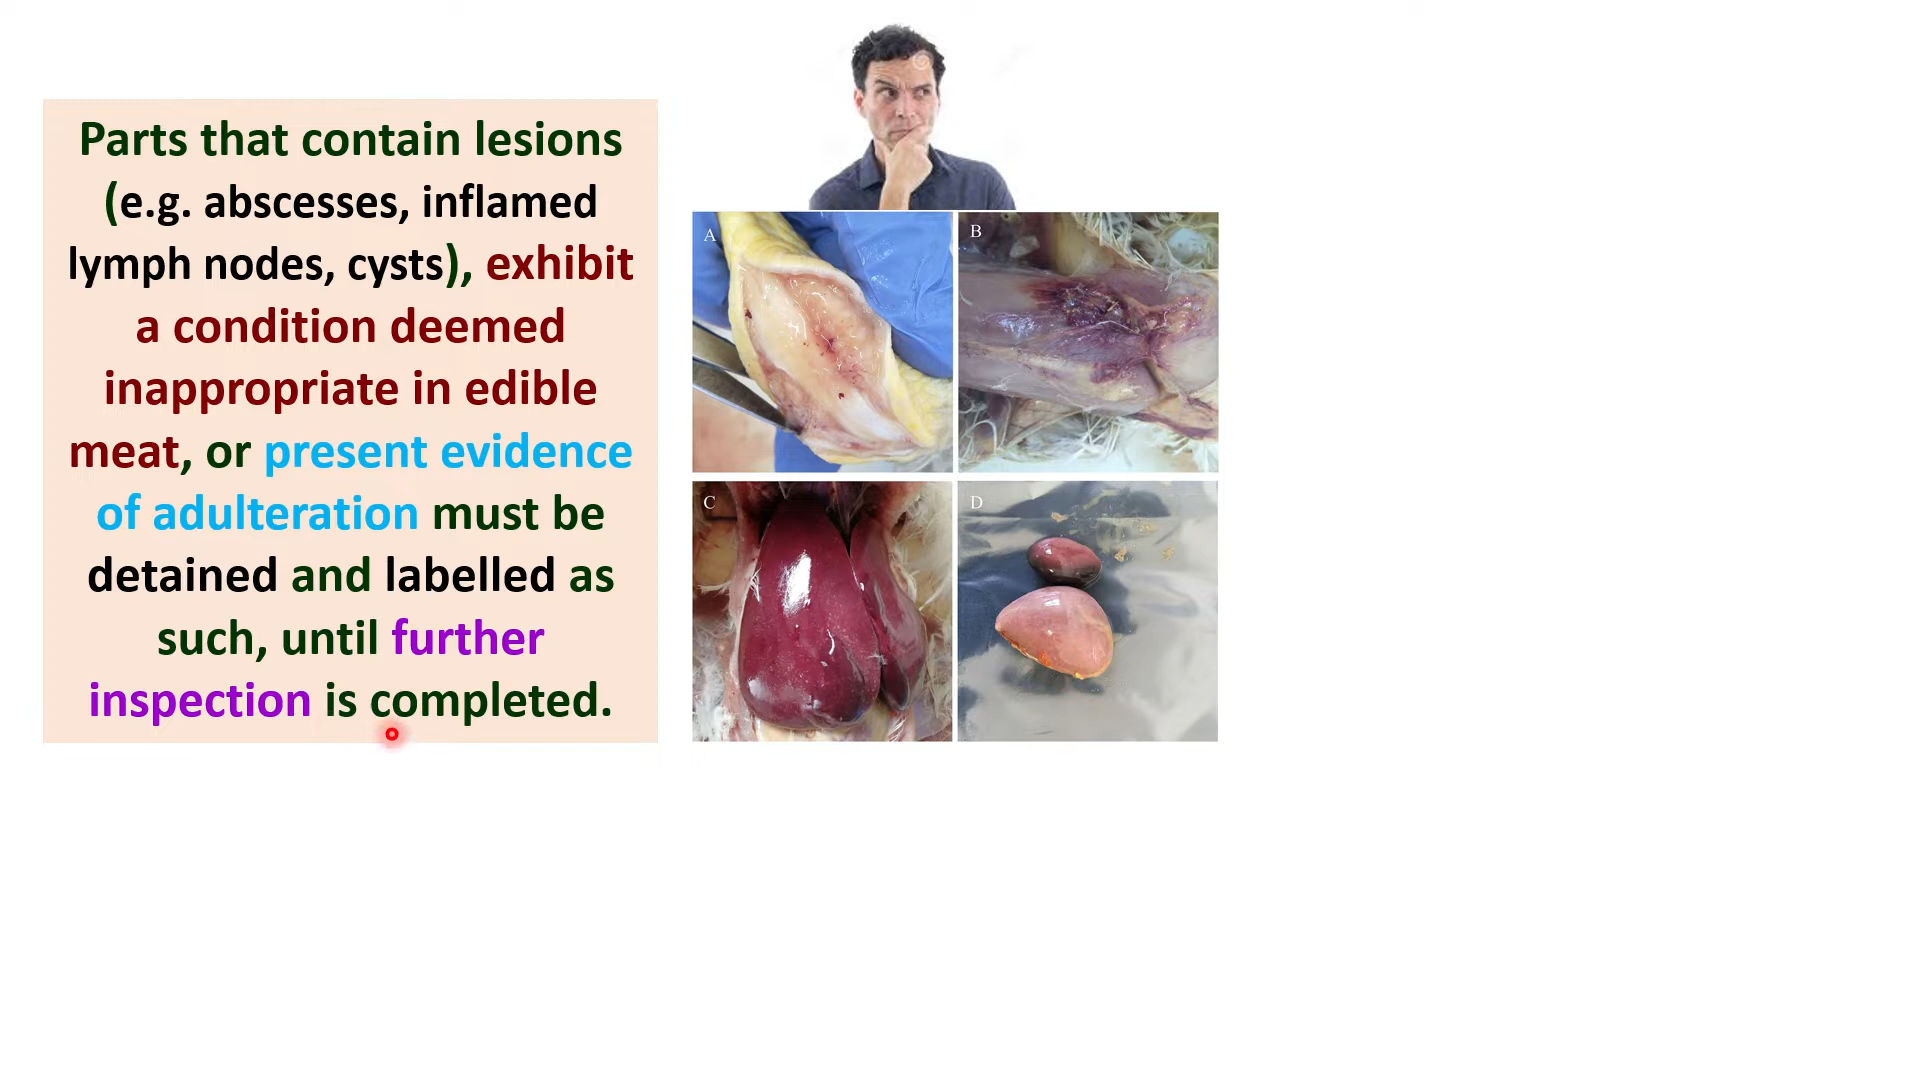 Parts that contain lesions
(e.g. abscesses, inflamed
lymph nodes, cysts), exhibit
a condition deemed
inappropriate in edible
meat, or present evidence
of adulteration must be
detained and labelled as
such, until further
inspection is completed.
A
B
C
D